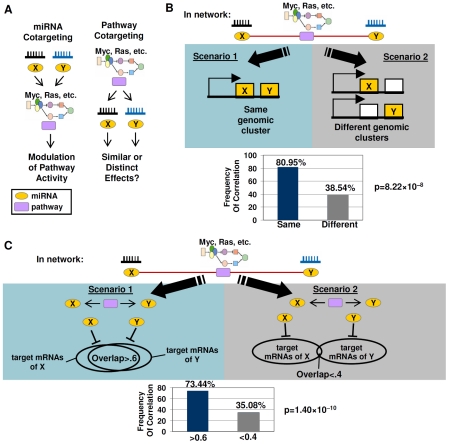 A
miRNA
Cotargeting
Pathway
Cotargeting
Myc, Ras, etc.
X
Y
Myc, Ras, etc.
X
Y
Modulation
of Pathway
Activity
Similar or
Distinct
Effects?
miRNA
pathway
B
In network:
Myc, Ras, etc.
X
Y
Scenario 1
Scenario 2
X
Y
Same
genomic
cluster
X
Y
Different genomic
clusters
Frequency
Of Correlation
100
80
60
40
20
0
80.95%
38.54%
Same
Different
p=8.22×10⁻⁸
C
In network:
Myc, Ras, etc.
X
Y
Scenario 1
Scenario 2
X
Y
X
Y
target mRNAs
of X
Overlap>.6
target mRNAs
of Y
X
Y
X
Y
target
mRNAs of X
target
mRNAs of Y
Overlap<.4
Frequency
Of Correlation
80
60
40
20
0
73.44%
35.08%
>0.6
<0.4
p=1.40×10⁻¹⁰